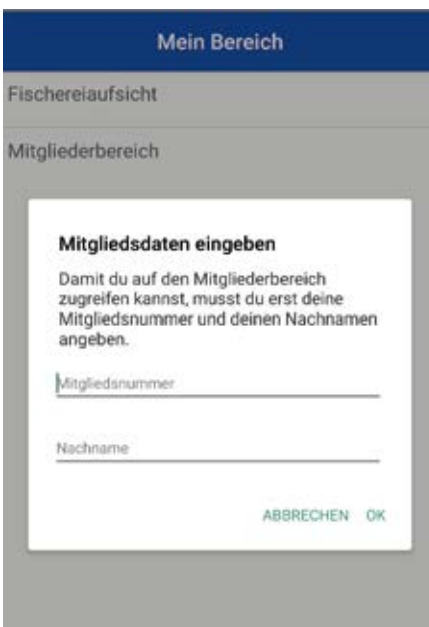 Mein Bereich
Fischereiaufsicht
Mitgliederbereich
Mitgliedsdaten eingeben
Damit du auf den Mitgliederbereich
zugreifen kannst, musst du erst deine
Mitgliedsnummer und deinen Nachnamen
angeben.
Mitgliedsnummer
Nachname
ABBRECHEN OK